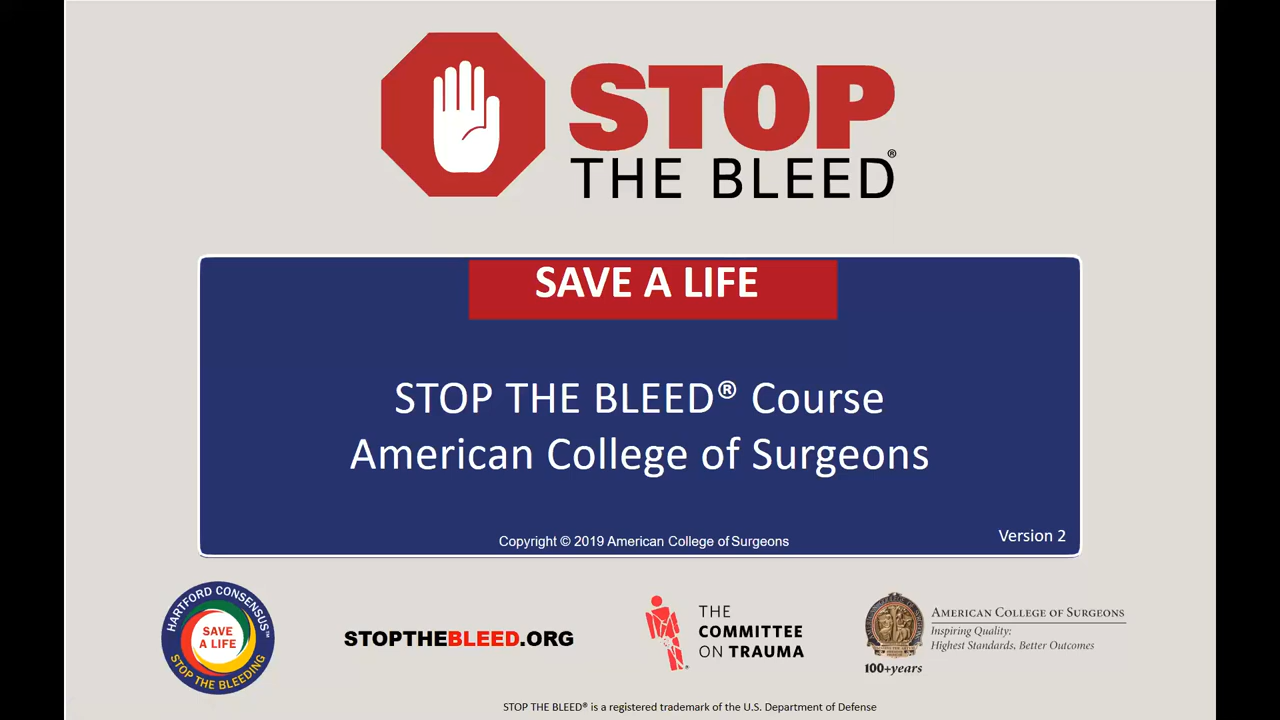 STOP
THE BLEED®
SAVE A LIFE
STOP THE BLEED® Course
American College of Surgeons
Copyright © 2019 American College of Surgeons
Version 2
HARTFORD CONSENSUS™
SAVE
A LIFE
STOP THE BLEEDING
STOPTHEBLEED.ORG
THE
COMMITTEE
ON TRAUMA
AMERICAN COLLEGE OF SURGEONS
Inspiring Quality:
Highest Standards, Better Outcomes
100+years
STOP THE BLEED® is a registered trademark of the U.S. Department of Defense